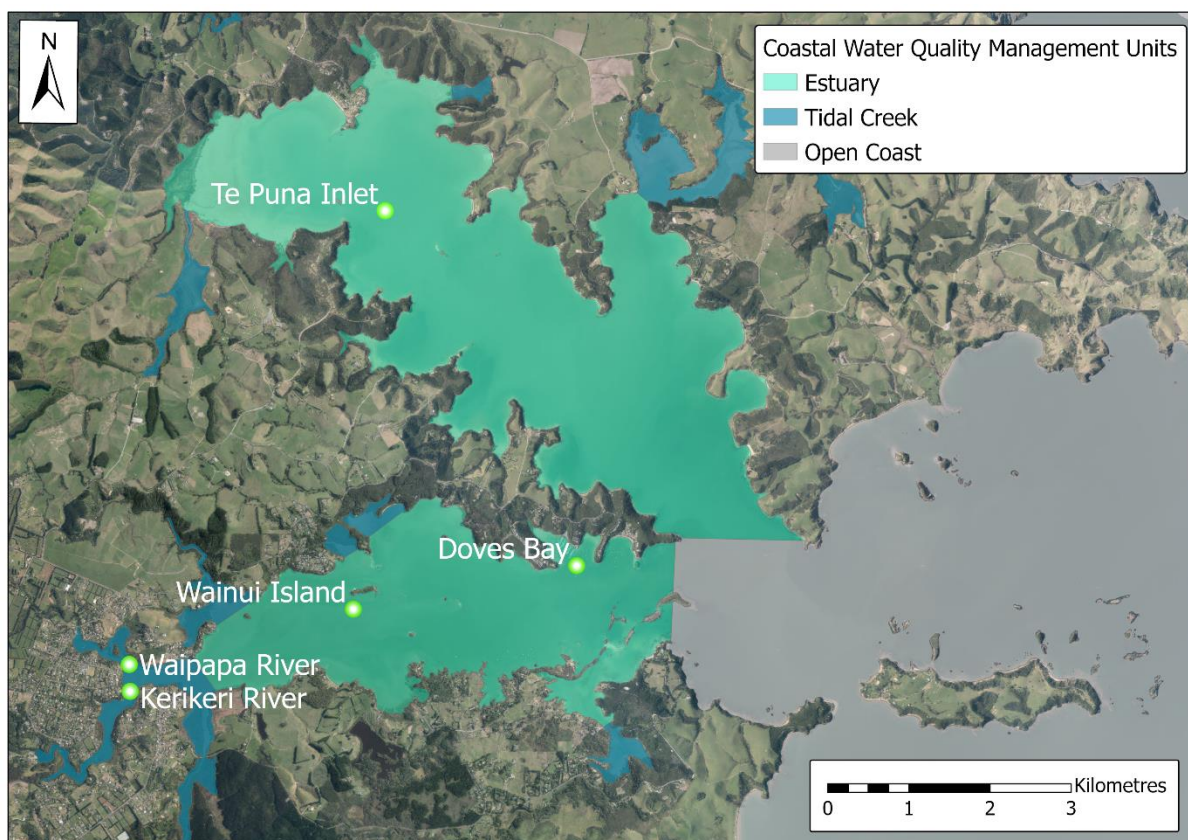 N
Coastal Water Quality Management Units
Estuary
Tidal Creek
Open Coast
Te Puna Inlet
Doves Bay
Wainui Island
Waipapa River
Kerikeri River
Kilometres
0 1 2 3